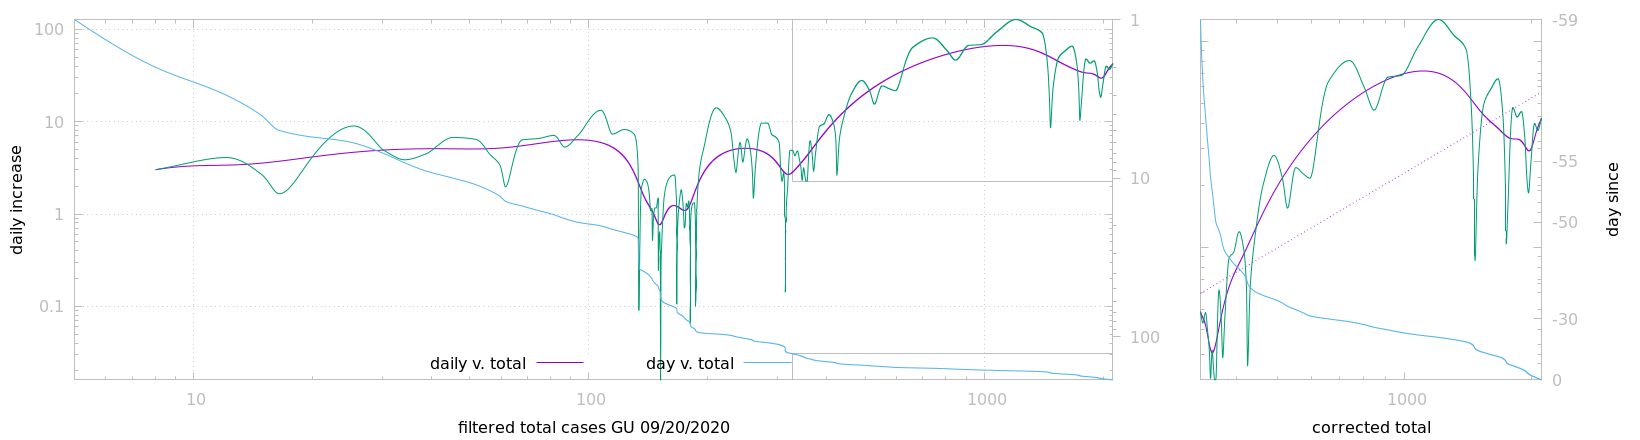 100
10
1
0.1
daily increase
daily v. total
day v. total
10
100
1000
filtered total cases GU 09/20/2020
1
10
100
-59
-55
-50
-30
0
day since
1000
corrected total